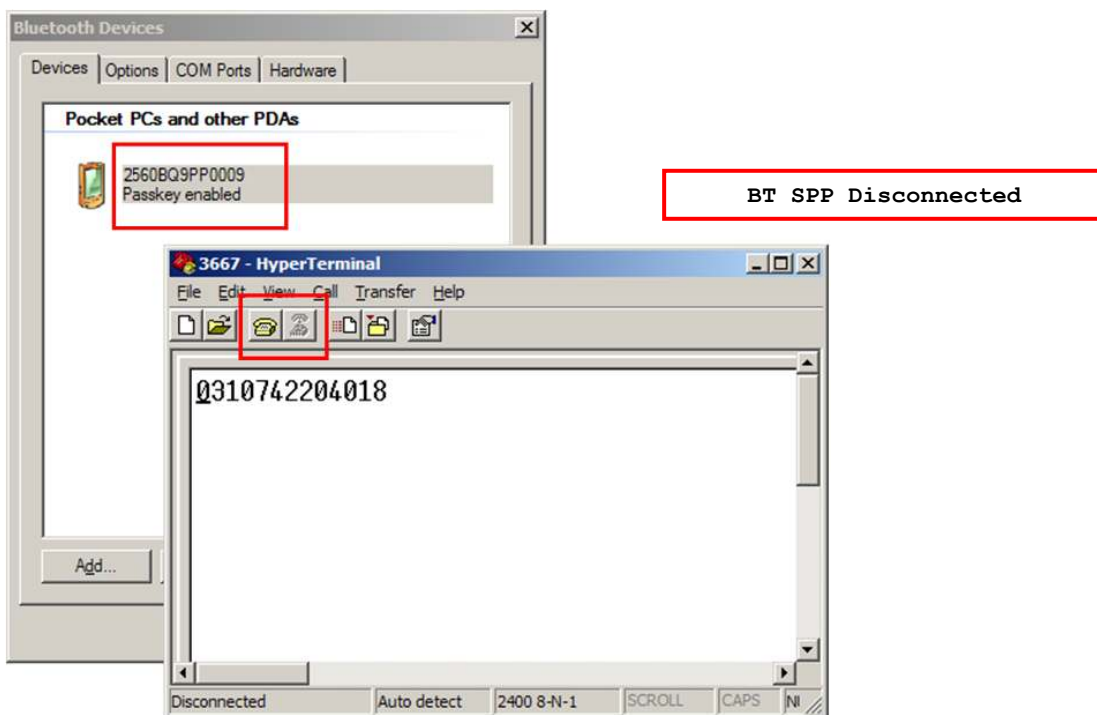 Bluetooth Devices
Devices Options COM Ports Hardware
Pocket PCs and other PDAs
2560BQ9PP0009
Passkey enabled
BT SPP Disconnected
3667 - HyperTerminal
File Edit View Call Transfer Help
0310742204018
Add...
Disconnected Auto detect 2400 8-N-1 SCROLL CAPS